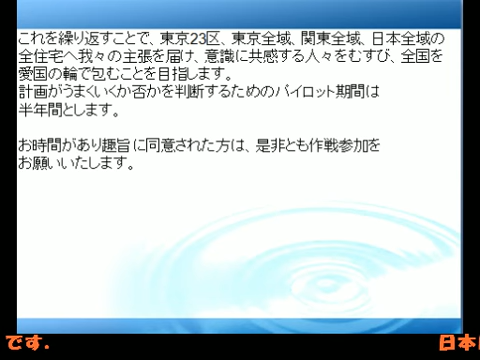 これを繰り返すことで、東京23区、東京全域、関東全域、日本全域の
全住宅へ我々の主張を届け、意識に共感する人々をむすび、全国を
愛国の輪で包むことを目指します。
計画がうまくいくか否かを判断するためのパイロット期間は
半年間とします。
お時間があり趣旨に同意された方は、是非とも作戦参加を
お願いいたします。
です.
日本